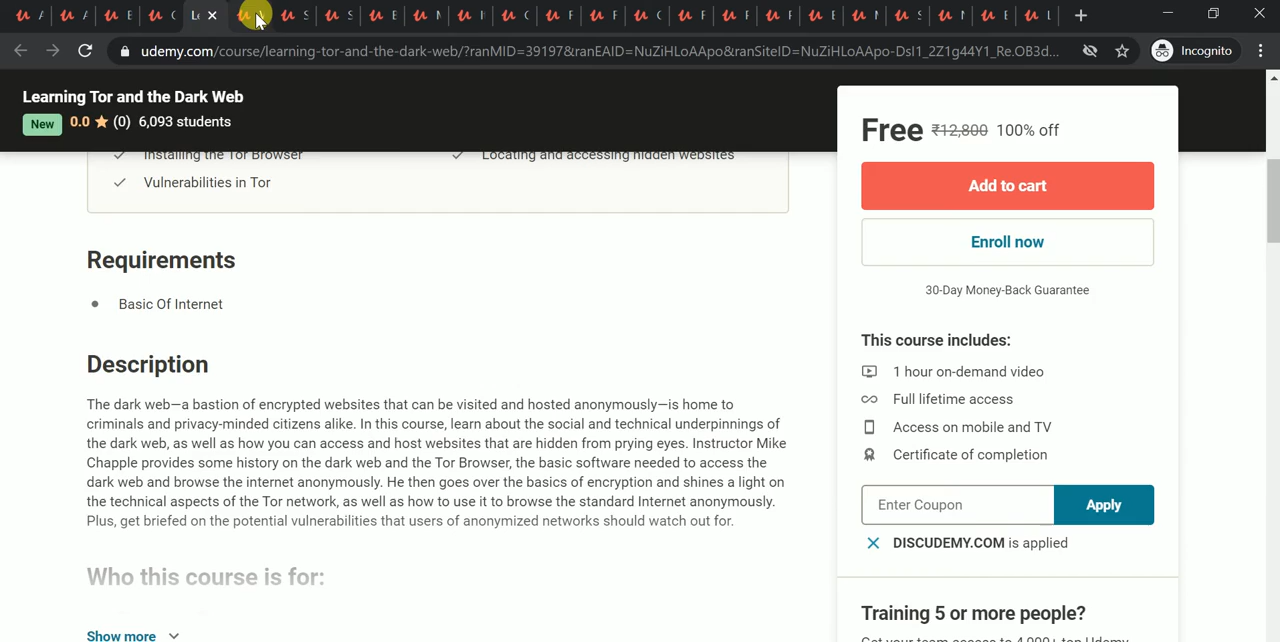 A
A
E
C
Le
S
S
E
M
I
C
F
F
C
F
F
F
E
M
S
M
E
L
udemy.com/course/learning-tor-and-the-dark-web/?ranMID=39197&ranEAID=NuZiHLoAApo&ranSiteID=NuZiHLoAApo-DsI1_2Z1g44Y1_Re.OB3d...
Incognito
Learning Tor and the Dark Web
New 0.0 (0) 6,093 students
Installing the Tor Browser
Locating and accessing hidden websites
Vulnerabilities in Tor
Requirements
Basic Of Internet
Description
The dark web—a bastion of encrypted websites that can be visited and hosted anonymously—is home to
criminals and privacy-minded citizens alike. In this course, learn about the social and technical underpinnings of
the dark web, as well as how you can access and host websites that are hidden from prying eyes. Instructor Mike
Chapple provides some history on the dark web and the Tor Browser, the basic software needed to access the
dark web and browse the internet anonymously. He then goes over the basics of encryption and shines a light on
the technical aspects of the Tor network, as well as how to use it to browse the standard Internet anonymously.
Plus, get briefed on the potential vulnerabilities that users of anonymized networks should watch out for.
Who this course is for:
Show more
Free ₹12,800 100% off
Add to cart
Enroll now
30-Day Money-Back Guarantee
This course includes:
1 hour on-demand video
Full lifetime access
Access on mobile and TV
Certificate of completion
Enter Coupon Apply
DISCUDEMY.COM is applied
Training 5 or more people?
Get your team access to 4,000+ top Udemy